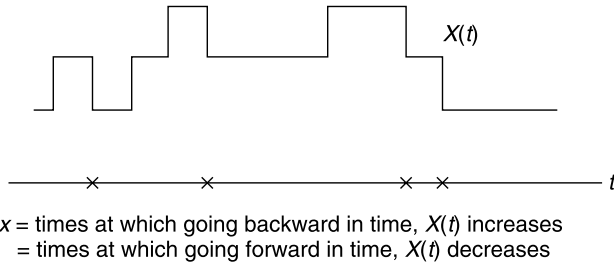 X(t)
t
x = times at which going backward in time, X(t) increases
= times at which going forward in time, X(t) decreases